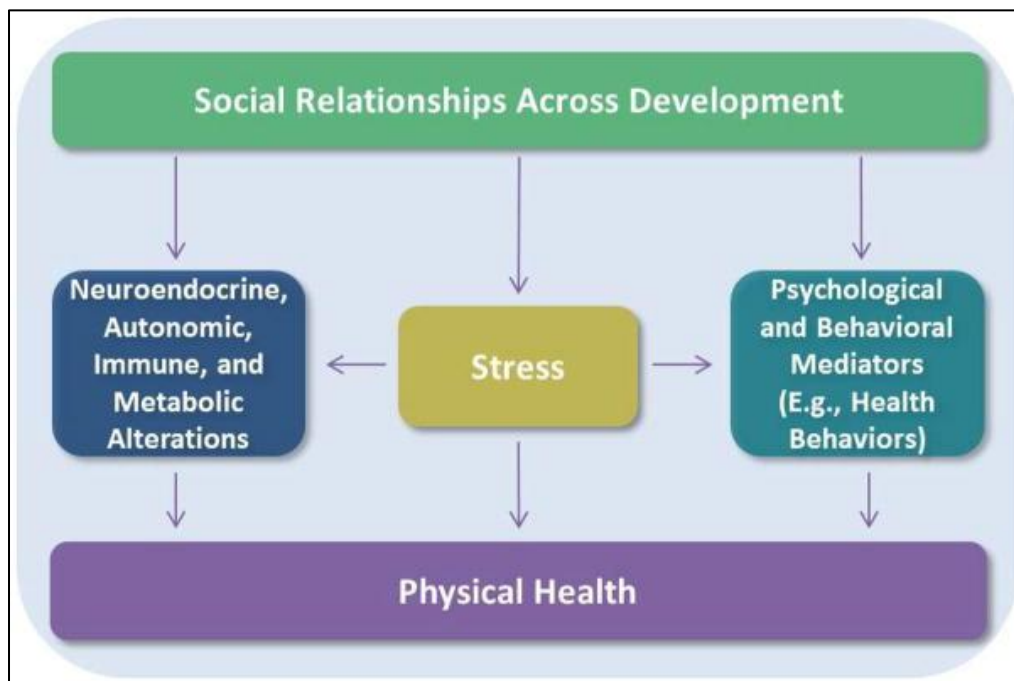 Social Relationships Across Development
Neuroendocrine,
Autonomic,
Immune, and
Metabolic
Alterations
Stress
Psychological
and Behavioral
Mediators
(E.g., Health
Behaviors)
Physical Health